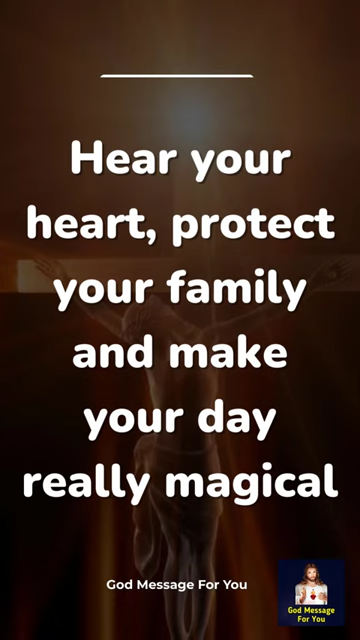 Hear your
heart, protect
your family
and make
your day
really magical
God Message For You
God Message
For You